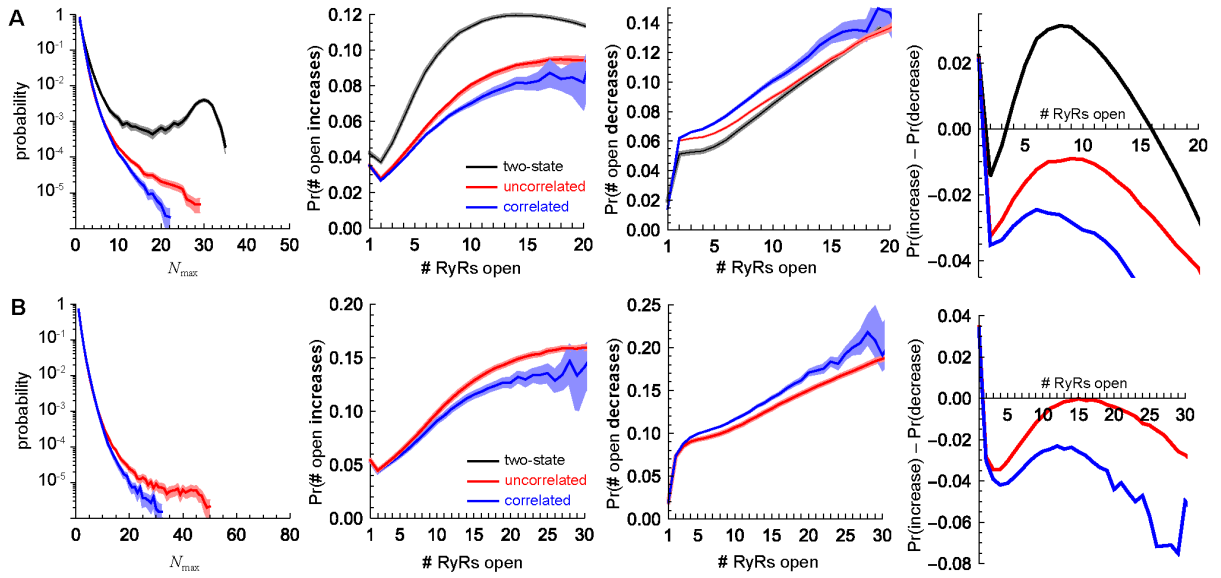 A
probability
1
10-1
10-2
10-3
10-4
10-5
0 10 20 30 40 50
Nmax
Pr(# open increases)
0.12
0.10
0.08
0.06
0.04
0.02
0.00
1 5 10 15 20
# RyRs open
two-state
uncorrelated
correlated
Pr(# open decreases)
0.14
0.12
0.10
0.08
0.06
0.04
0.02
0.00
1 5 10 15 20
# RyRs open
Pr(increase) – Pr(decrease)
0.02
0.00
−0.02
−0.04
# RyRs open
5 10 15 20
B
probability
1
10-1
10-2
10-3
10-4
10-5
0 20 40 60 80
Nmax
Pr(# open increases)
0.20
0.15
0.10
0.05
0.00
1 5 10 15 20 25 30
# RyRs open
two-state
uncorrelated
correlated
Pr(# open decreases)
0.25
0.20
0.15
0.10
0.05
0.00
1 5 10 15 20 25 30
# RyRs open
Pr(increase) – Pr(decrease)
0.04
0.02
0.00
−0.02
−0.04
−0.06
−0.08
# RyRs open
5 10 15 20 25 30